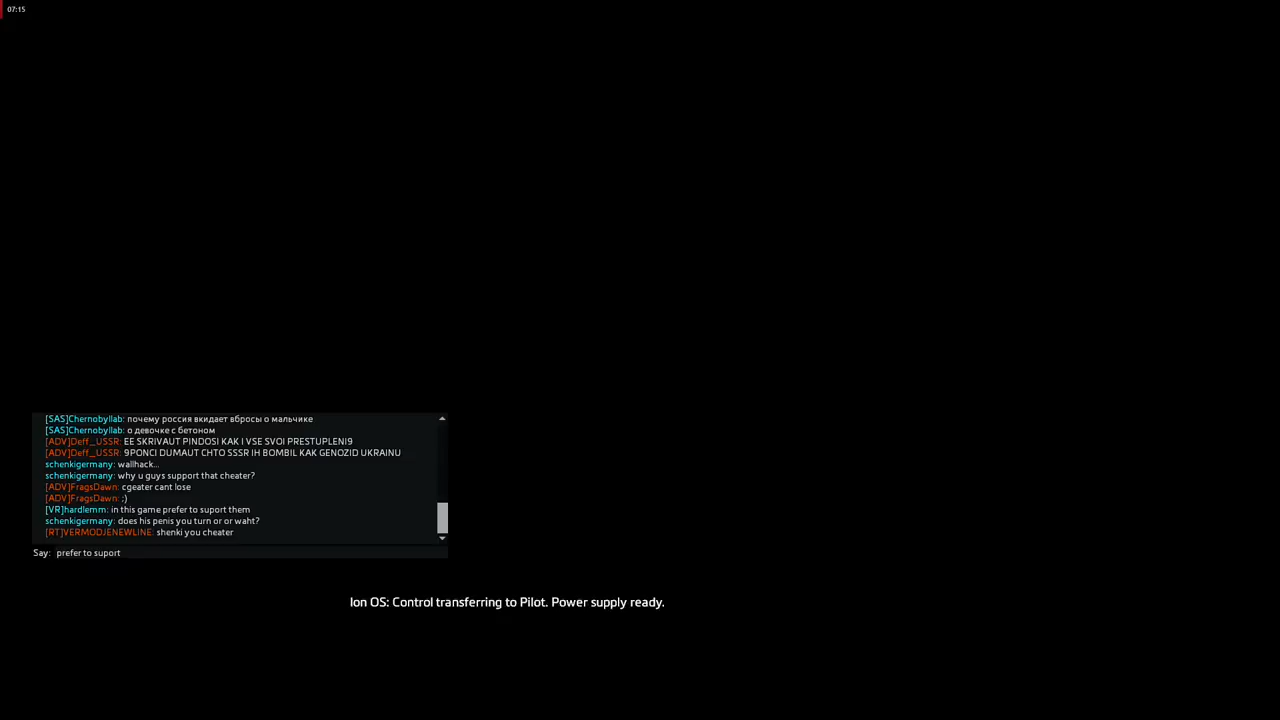 07:15
[SAS]Chernobyllab: почему россия вкидает вбросы о мальчике
[SAS]Chernobyllab: о девочке с бетоном
[ADV]Deff_USSR: EE SKRIVAUT PINDOSI KAK I VSE SVOI PRESTUPLENI9
[ADV]Deff_USSR: 9PONCI DUMAUT CHTO SSSR IH BOMBIL KAK GENOZID UKRAINU
schenkigermany: wallhack...
schenkigermany: why u guys support that cheater?
[ADV]FragsDawn: cgeater cant lose
[ADV]FragsDawn: ;)
[VR]hardlemm: in this game prefer to suport them
schenkigermany: does his penis you turn or or waht?
[RT]VERMODJENEWLINE: shenki you cheater
Say: prefer to suport
Ion OS: Control transferring to Pilot. Power supply ready.